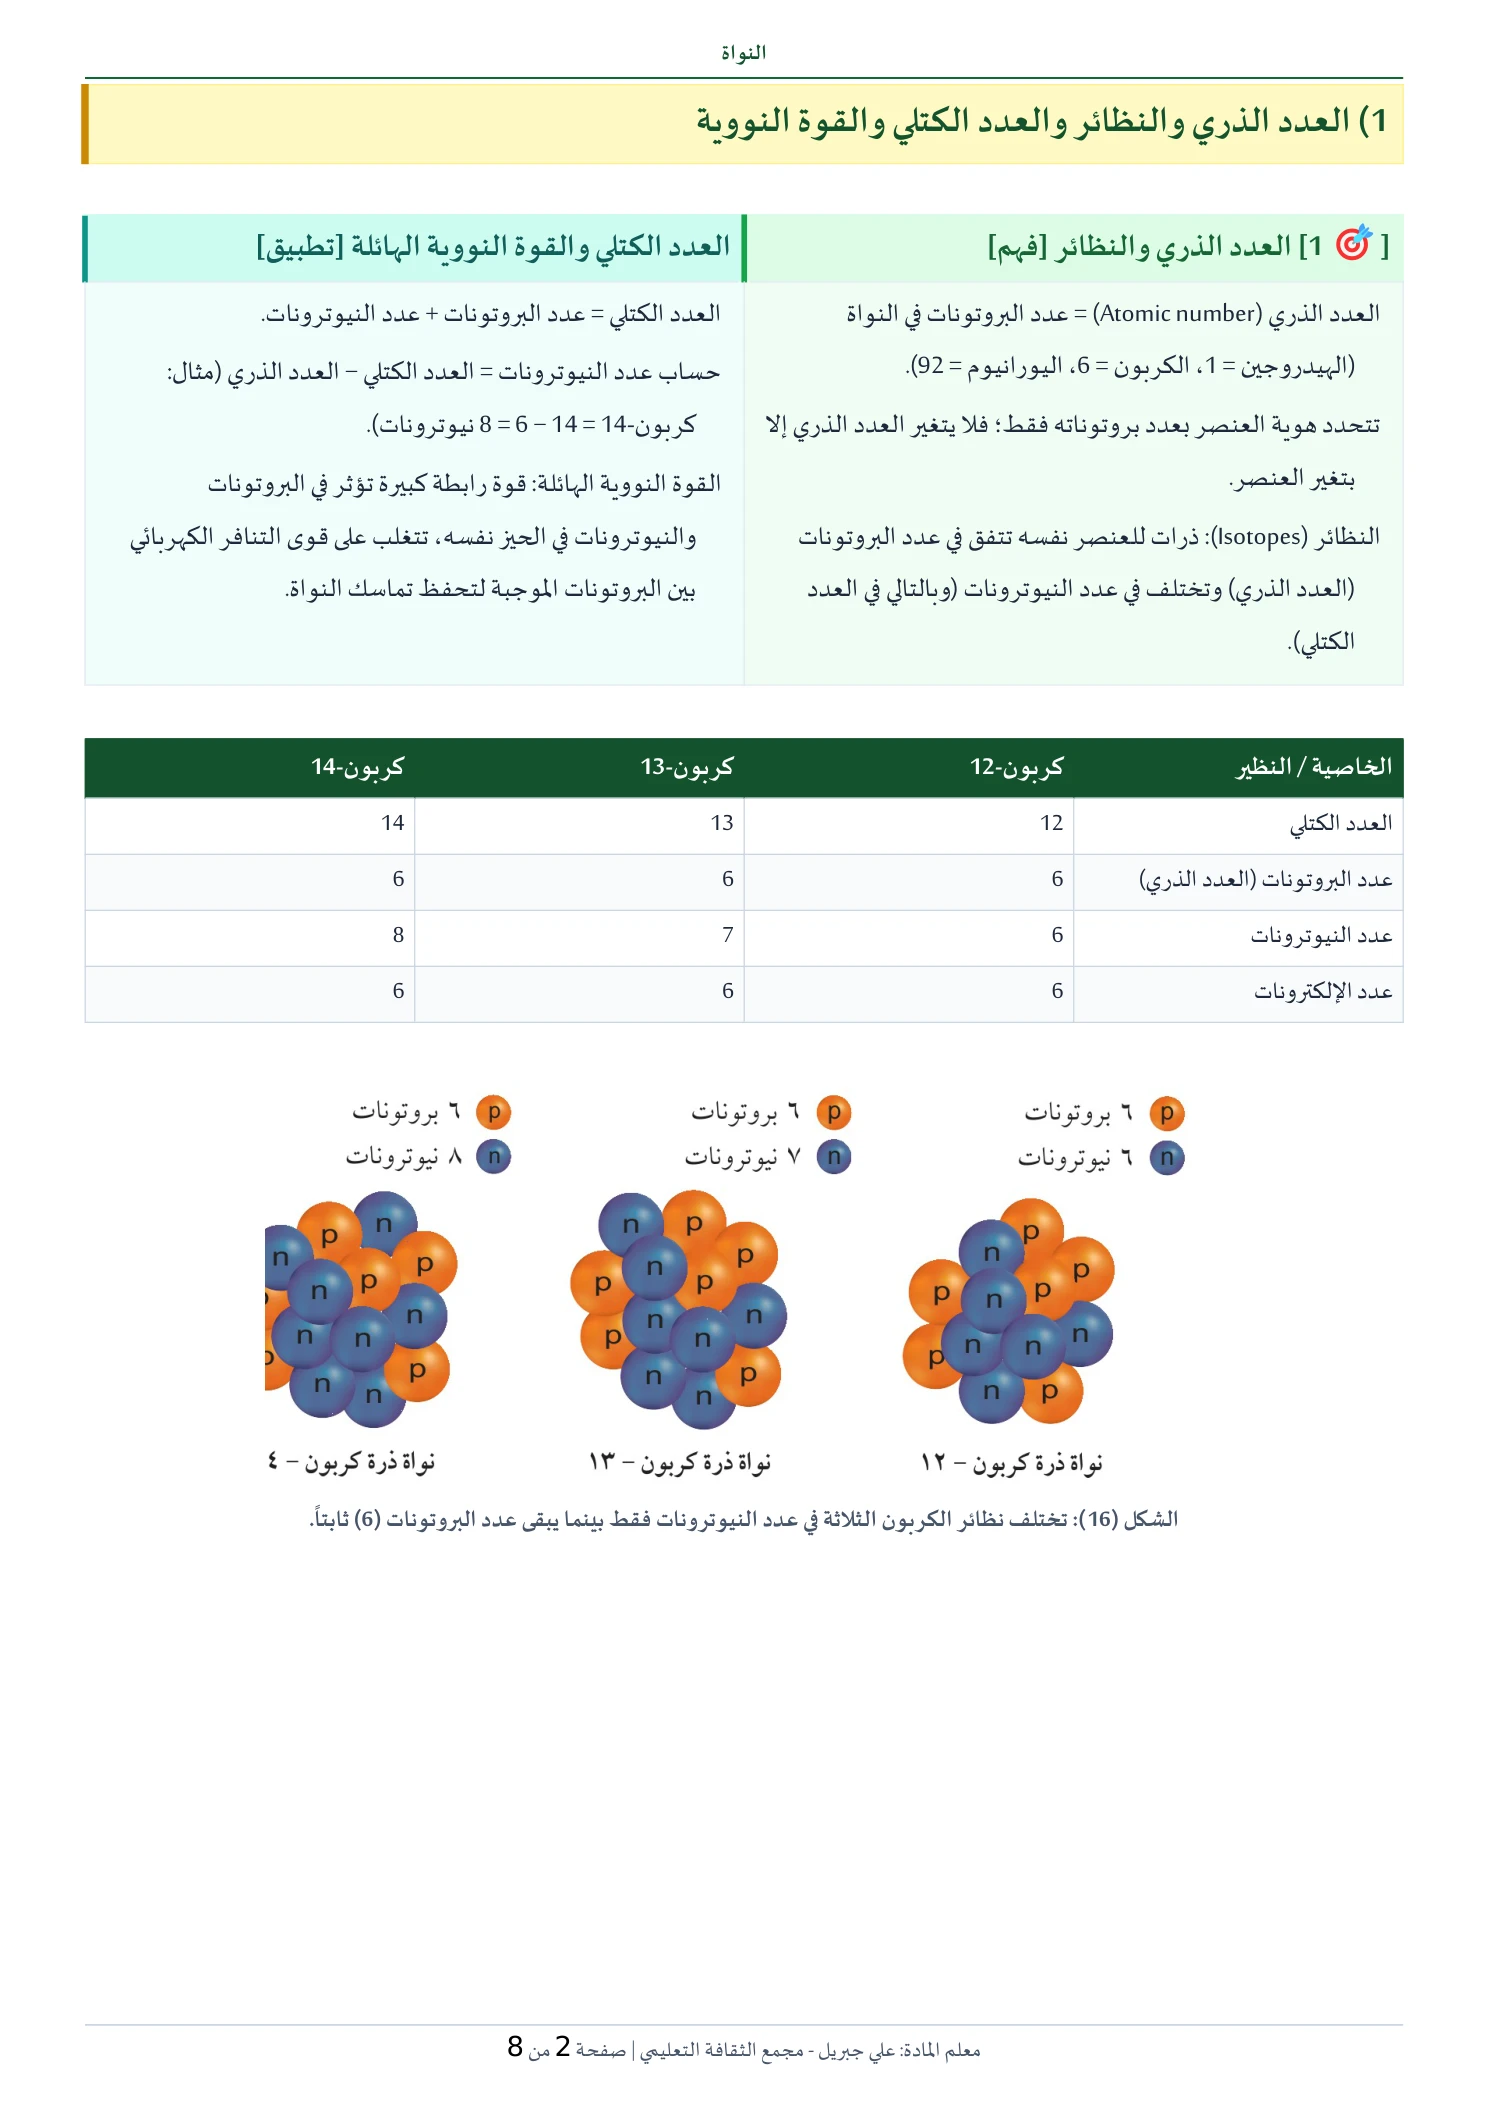 النواة
1) العدد الذري والنظائر والعدد الكتلي والقوة النووية
[🎯 1] العدد الذري والنظائر [فهم]
العدد الذري (Atomic number) = عدد البروتونات في النواة
(الهيدروجين = 1، الكربون = 6، اليورانيوم = 92).
تتحدد هوية العنصر بعدد بروتوناته فقط؛ فلا يتغير العدد الذري إلا
بتغير العنصر.
النظائر (Isotopes): ذرات للعنصر نفسه تتفق في عدد البروتونات
(العدد الذري) وتختلف في عدد النيوترونات (وبالتالي في العدد
الكتلي).
العدد الكتلي والقوة النووية الهائلة [تطبيق]
العدد الكتلي = عدد البروتونات + عدد النيوترونات.
حساب عدد النيوترونات = العدد الكتلي − العدد الذري (مثال:
كربون-14 = 14 − 6 = 8 نيوترونات).
القوة النووية الهائلة: قوة رابطة كبيرة تؤثر في البروتونات
والنيوترونات في الحيز نفسه، تتغلب على قوى التنافر الكهربائي
بين البروتونات الموجبة لتحفظ تماسك النواة.
الخاصية / النظير كربون-12 كربون-13 كربون-14
العدد الكتلي 12 13 14
عدد البروتونات (العدد الذري) 6 6 6
عدد النيوترونات 6 7 8
عدد الإلكترونات 6 6 6
p ٦ بروتونات p ٦ بروتونات p ٦ بروتونات
n ٦ نيوترونات n ٧ نيوترونات n ٨ نيوترونات
نواة ذرة كربون – ١٢ نواة ذرة كربون – ١٣ نواة ذرة كربون – ٤
الشكل (16): تختلف نظائر الكربون الثلاثة في عدد النيوترونات فقط بينما يبقى عدد البروتونات (6) ثابتاً.
معلم المادة: علي جبريل - مجمع الثقافة التعليمي | صفحة 2 من 8